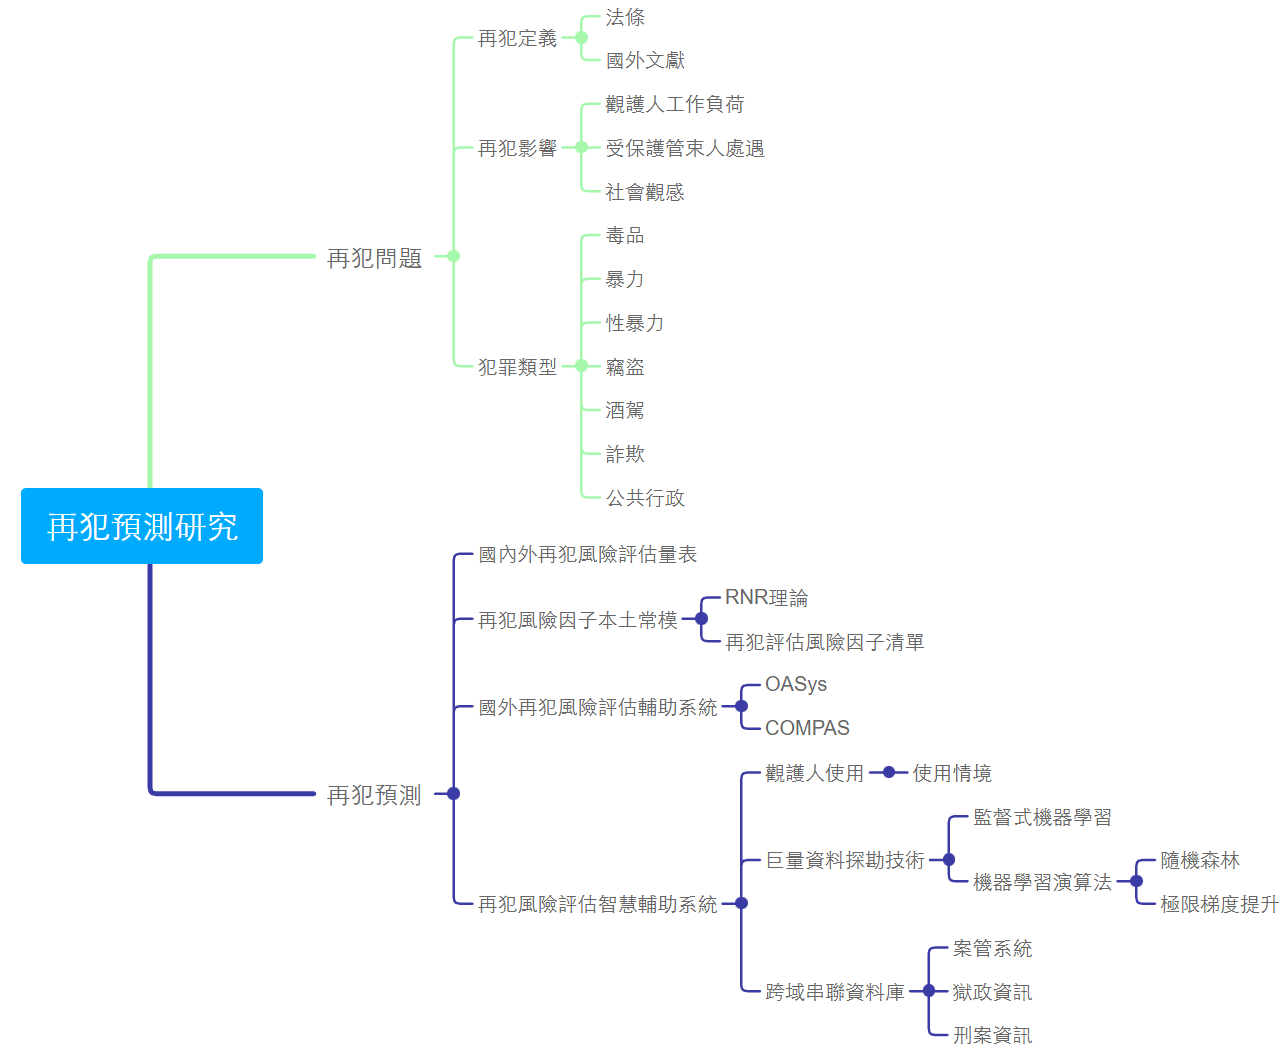 再犯預測研究
再犯問題
再犯定義
法條
國外文獻
再犯影響
觀護人工作負荷
受保護管束人處遇
社會觀感
犯罪類型
毒品
暴力
性暴力
竊盜
酒駕
詐欺
公共行政
再犯預測
國內外再犯風險評估量表
再犯風險因子本土常模
RNR理論
再犯評估風險因子清單
國外再犯風險評估輔助系統
OASys
COMPAS
再犯風險評估智慧輔助系統
觀護人使用
使用情境
巨量資料探勘技術
監督式機器學習
機器學習演算法
隨機森林
極限梯度提升
跨域串聯資料庫
案管系統
獄政資訊
刑案資訊